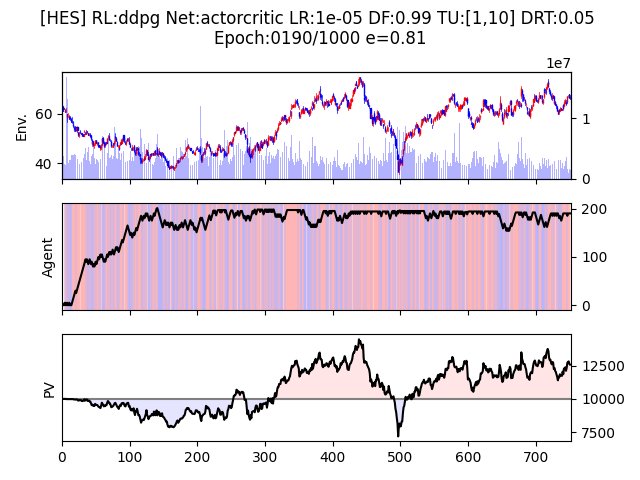 [HES] RL:ddpg Net:actorcritic LR:1e-05 DF:0.99 TU:[1,10] DRT:0.05
Epoch:0190/1000 e=0.81
1e7
Env.
60
40
1
0
Agent
200
100
0
PV
12500
10000
7500
0 100 200 300 400 500 600 700